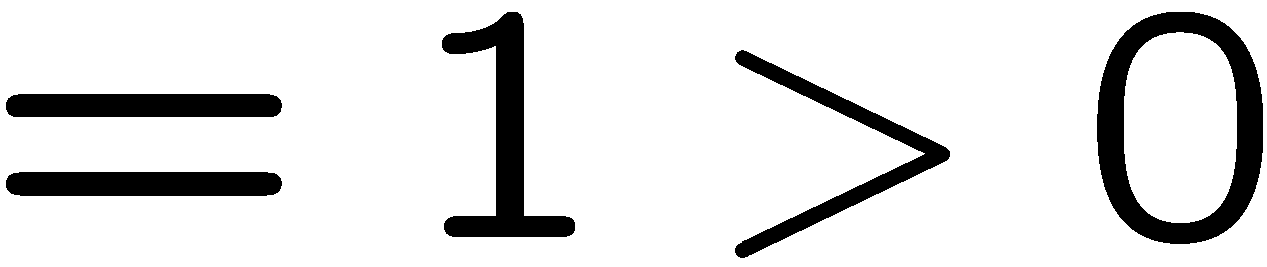 = 1 > 0